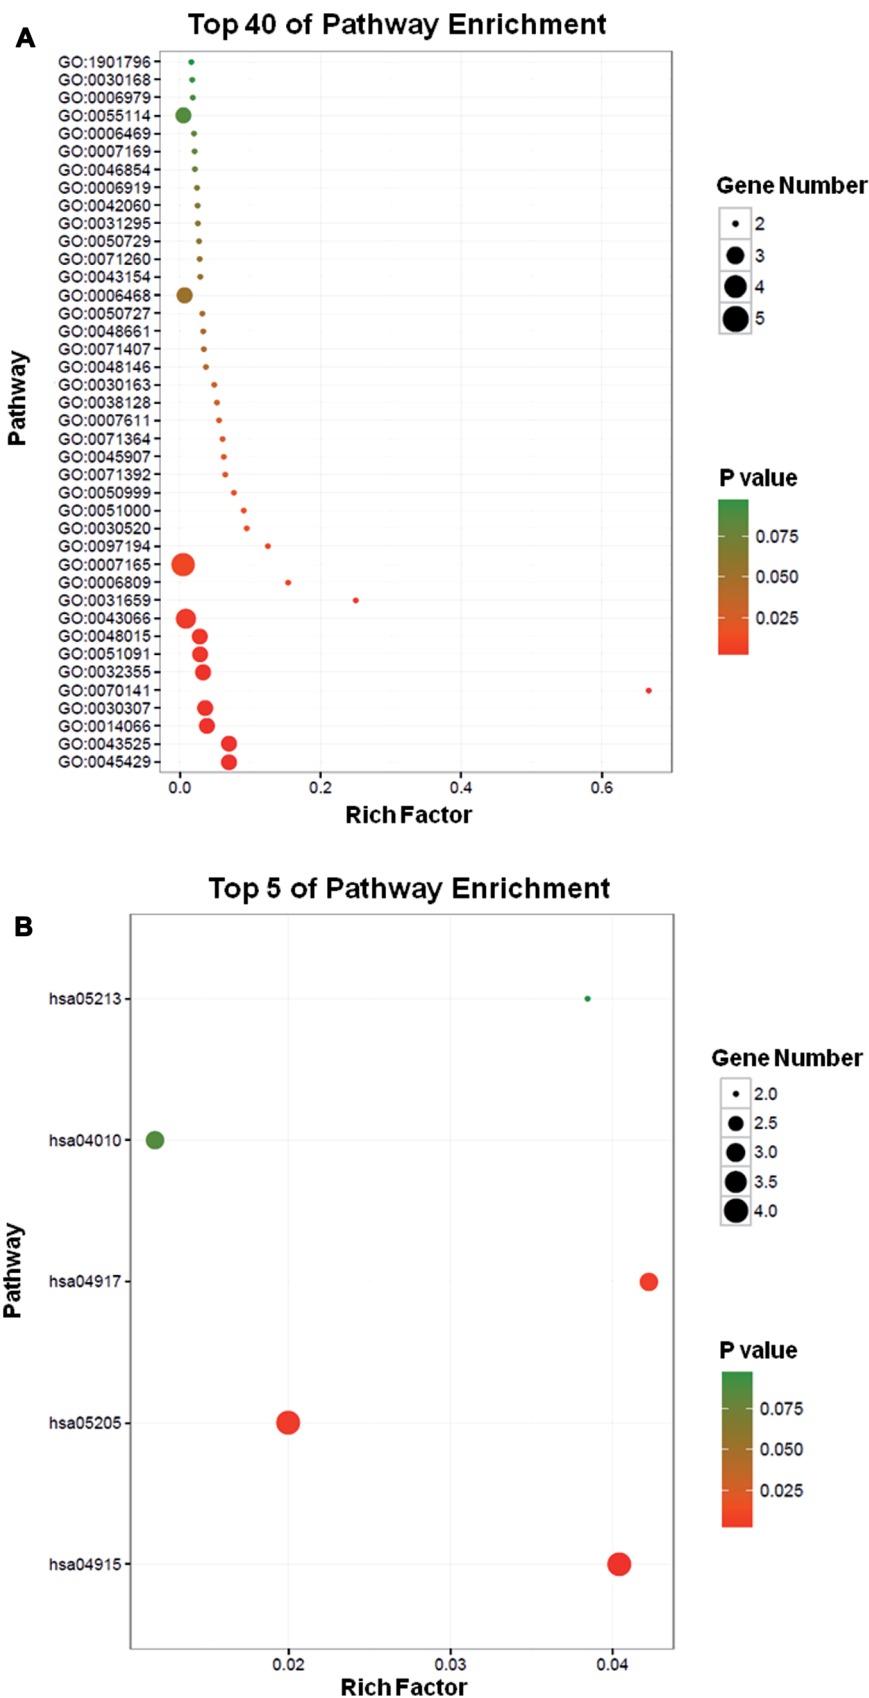 A
Top 40 of Pathway Enrichment
GO:1901796
GO:0030168
GO:0006979
GO:0055114
GO:0006469
GO:0007169
GO:0046854
GO:0006919
GO:0042060
GO:0031295
GO:0050729
GO:0071260
GO:0043154
GO:0006468
GO:0050727
GO:0048661
GO:0071407
GO:0048146
GO:0030163
GO:0038128
GO:0007611
GO:0071364
GO:0045907
GO:0071392
GO:0050999
GO:0051000
GO:0030520
GO:0097194
GO:0007165
GO:0006809
GO:0031659
GO:0043066
GO:0048015
GO:0051091
GO:0032355
GO:0070141
GO:0030307
GO:0014066
GO:0043525
GO:0045429
Pathway
0.0 0.2 0.4 0.6
Rich Factor
Gene Number
2
3
4
5
P value
0.075
0.050
0.025
B
Top 5 of Pathway Enrichment
hsa05213
hsa04010
hsa04917
hsa05205
hsa04915
Pathway
0.02 0.03 0.04
Rich Factor
Gene Number
2.0
2.5
3.0
3.5
4.0
P value
0.075
0.050
0.025